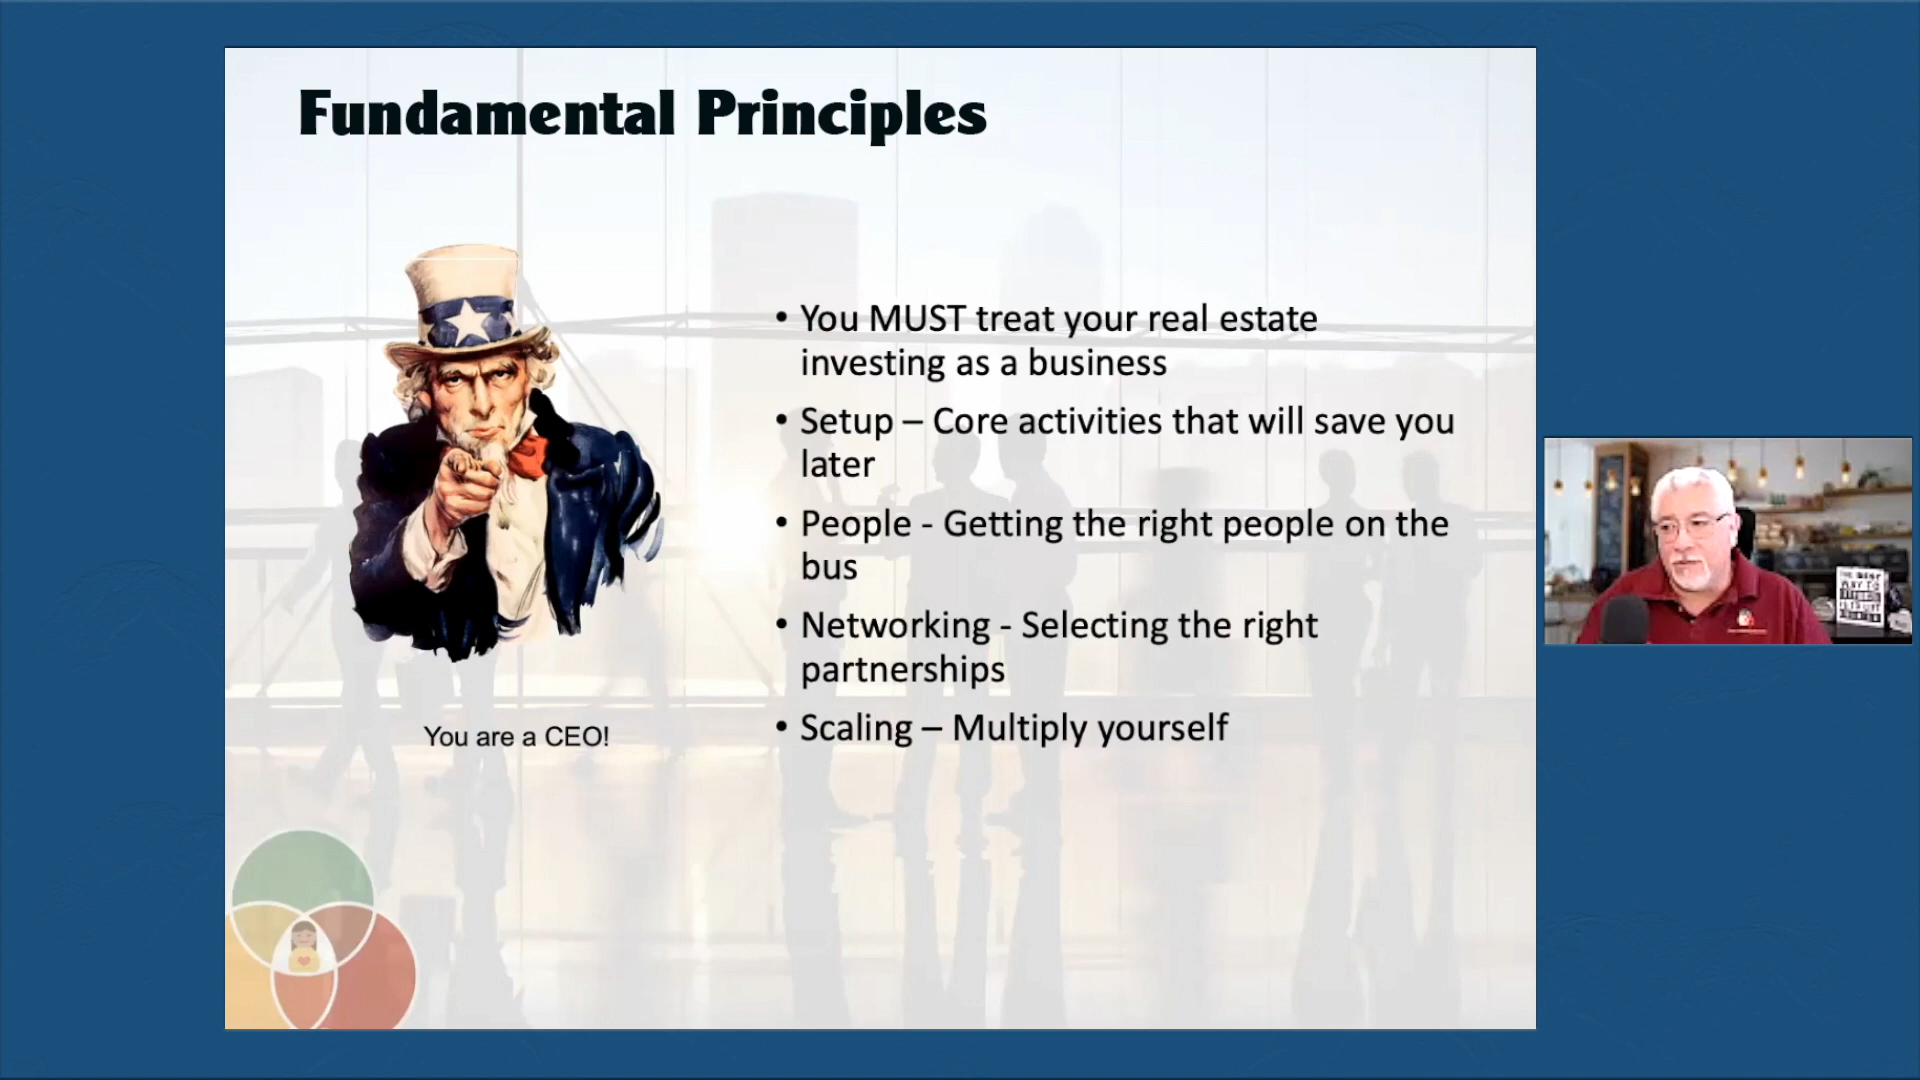 Fundamental Principles
• You MUST treat your real estate
investing as a business
• Setup – Core activities that will save you
later
• People - Getting the right people on the
bus
• Networking - Selecting the right
partnerships
• Scaling – Multiply yourself
You are a CEO!